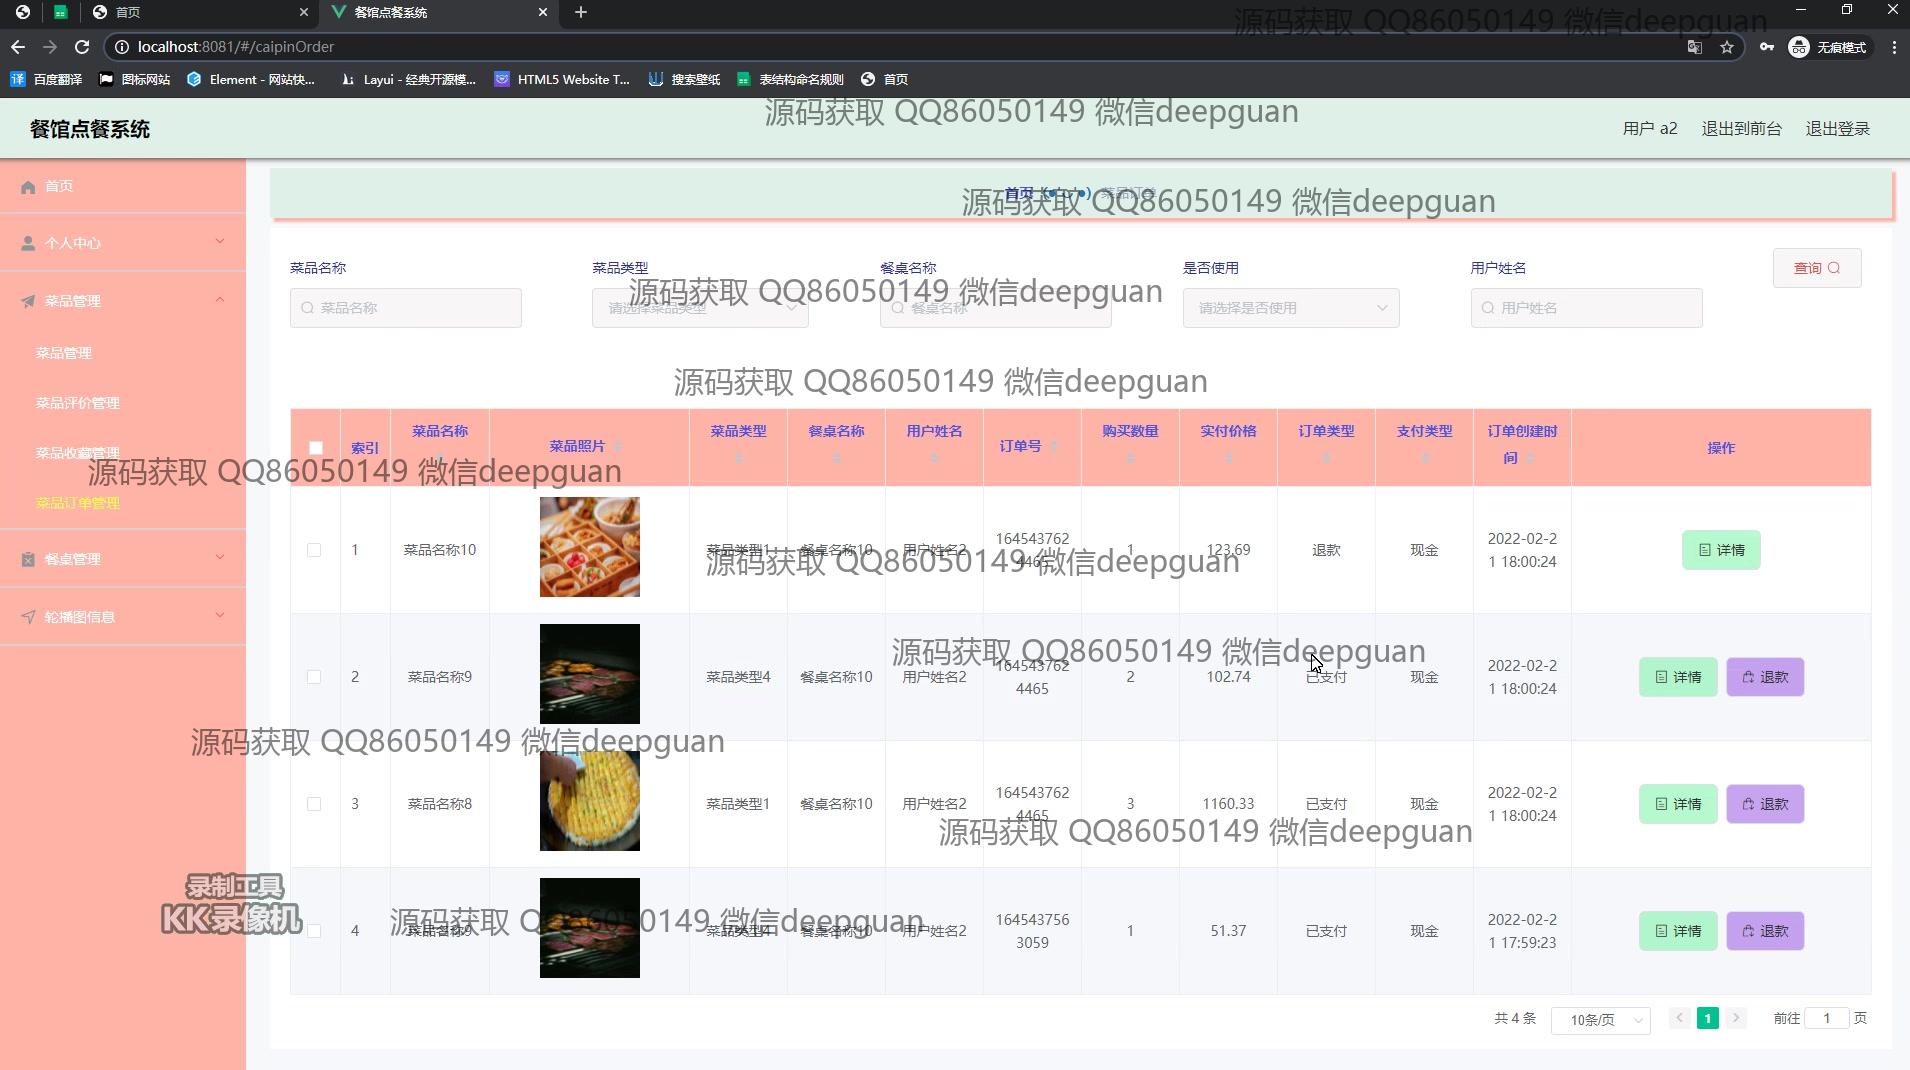 首页
餐馆点餐系统
源码获取 QQ86050149 微信deepguan
localhost:8081/#/caipinOrder
无痕模式
百度翻译
图标网站
Element - 网站快...
Layui - 经典开源模...
HTML5 Website T...
搜索壁纸
表结构命名规则
首页
源码获取 QQ86050149 微信deepguan
餐馆点餐系统
用户 a2 退出到前台 退出登录
首页
个人中心
菜品管理
菜品管理
菜品评价管理
菜品收藏管理
菜品订单管理
餐桌管理
轮播图信息
首页 菜品订单
源码获取 QQ86050149 微信deepguan
菜品名称 菜品类型 餐桌名称 是否使用 用户姓名
查询
菜品名称 请选择菜品类型 餐桌名称 请选择是否使用 用户姓名
源码获取 QQ86050149 微信deepguan
源码获取 QQ86050149 微信deepguan
索引 菜品名称 菜品照片 菜品类型 餐桌名称 用户姓名 订单号 购买数量 实付价格 订单类型 支付类型 订单创建时
间 操作
源码获取 QQ86050149 微信deepguan
1 菜品名称10 菜品类型1 餐桌名称10 用户姓名2 164543762
4465 1 123.69 退款 现金 2022-02-2
1 18:00:24 详情
源码获取 QQ86050149 微信deepguan
源码获取 QQ86050149 微信deepguan
2 菜品名称9 菜品类型4 餐桌名称10 用户姓名2 164543762
4465 2 102.74 已支付 现金 2022-02-2
1 18:00:24 详情 退款
源码获取 QQ86050149 微信deepguan
3 菜品名称8 菜品类型1 餐桌名称10 用户姓名2 164543762
4465 3 1160.33 已支付 现金 2022-02-2
1 18:00:24 详情 退款
源码获取 QQ86050149 微信deepguan
录制工具
KK录像机
源码获取 QQ86050149 微信deepguan
4 菜品名称9 菜品类型4 餐桌名称10 用户姓名2 164543756
3059 1 51.37 已支付 现金 2022-02-2
1 17:59:23 详情 退款
共 4 条 10条/页 1 前往 1 页